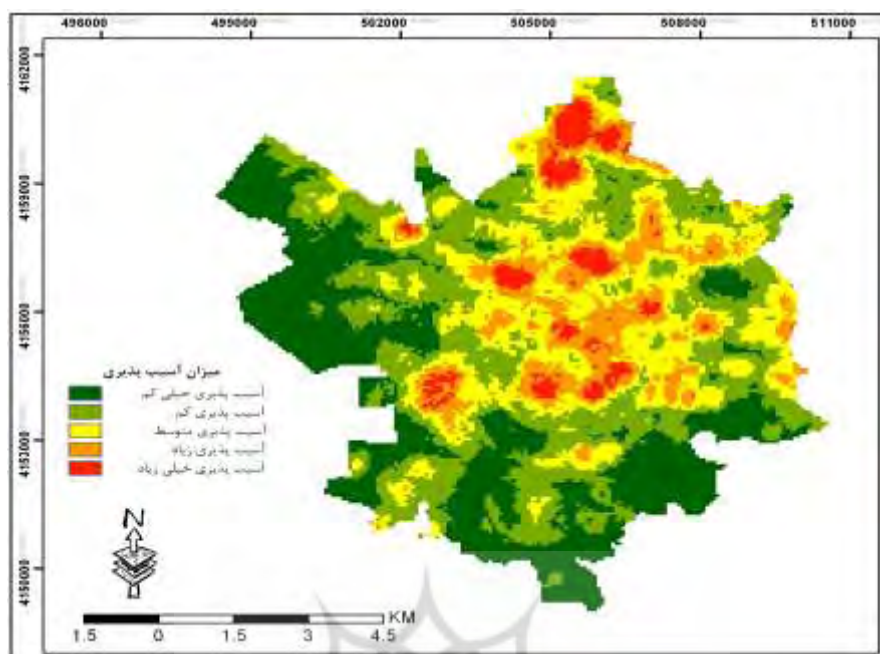 496000 499000 502000 505000 508000 511000
4162000
4159000
4156000
4153000
4150000
میزان آسیب پذیری
آسیب پذیری خیلی کم
آسیب پذیری کم
آسیب پذیری متوسط
آسیب پذیری زیاد
آسیب پذیری خیلی زیاد
N
KM
1.5 0 1.5 3 4.5